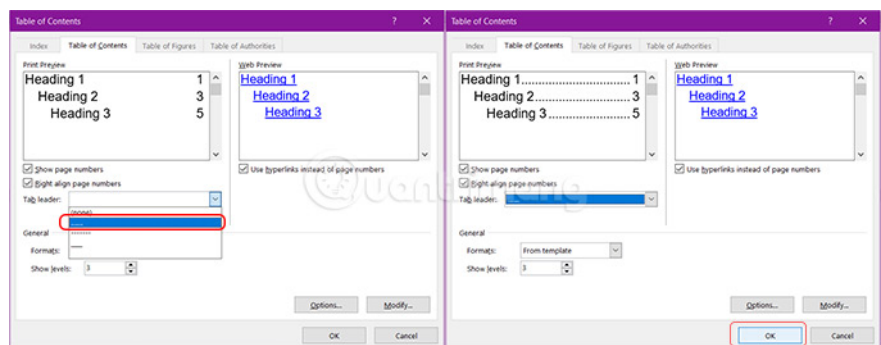 Table of Contents
Index Table of Contents Table of Figures Table of Authorities
Print Preview
Heading 1 1
Heading 2 3
Heading 3 5
Web Preview
Heading 1
Heading 2
Heading 3
Show page numbers
Right align page numbers
Use hyperlinks instead of page numbers
Tab leader:
(none)
.......
-------
____
General
Formats:
Show levels: 3
Options... Modify...
OK Cancel
Table of Contents
Index Table of Contents Table of Figures Table of Authorities
Print Preview
Heading 1.............................. 1
Heading 2........................... 3
Heading 3........................ 5
Web Preview
Heading 1
Heading 2
Heading 3
Show page numbers
Right align page numbers
Use hyperlinks instead of page numbers
Tab leader: .......
General
Formats: From template
Show levels: 3
Options... Modify...
OK Cancel